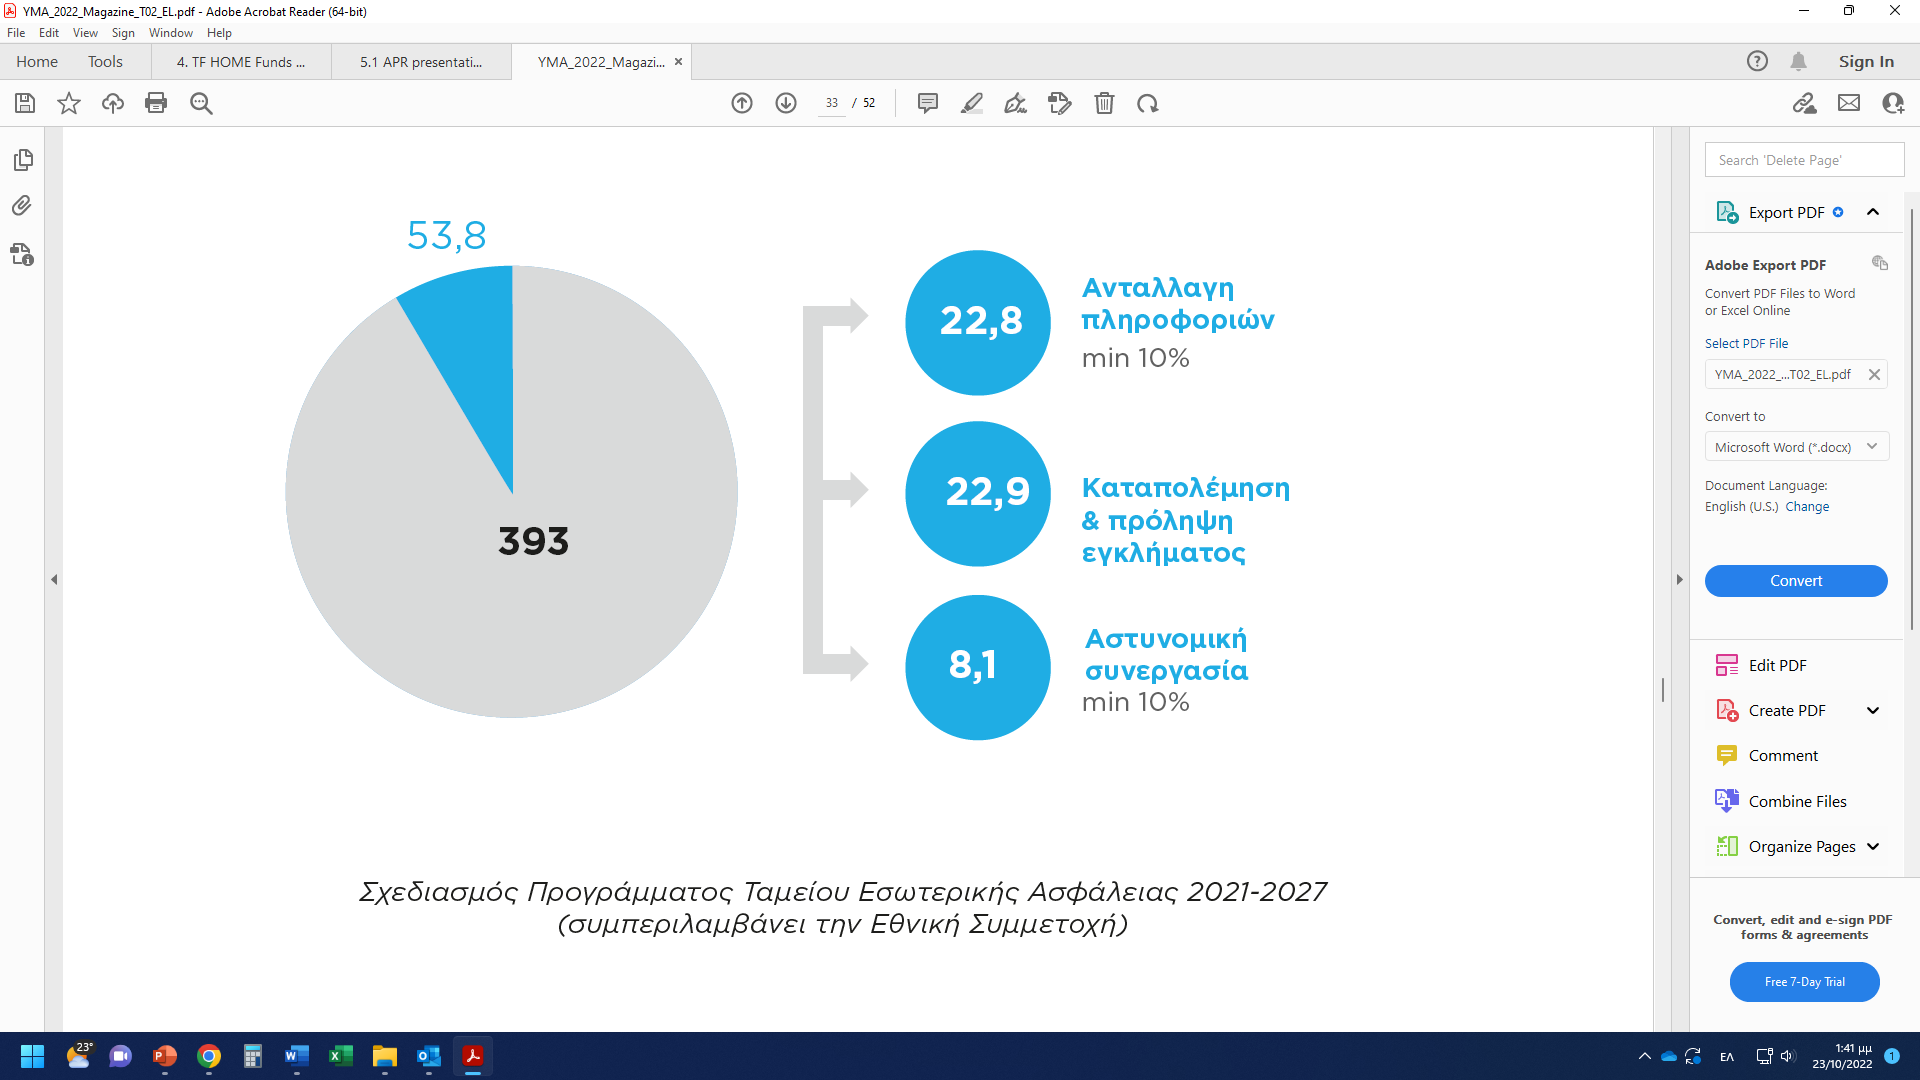 YMA_2022_Magazine_T02_EL.pdf - Adobe Acrobat Reader (64-bit)
File Edit View Sign Window Help
Home Tools 4. TF HOME Funds ... 5.1 APR presentati... YMA_2022_Magazi... Sign In
33 / 52
53,8
393
22,8
Ανταλλαγη
πληροφοριών
min 10%
22,9
Καταπολέμηση
& πρόληψη
εγκλήματος
8,1
Αστυνομική
συνεργασία
min 10%
Σχεδιασμός Προγράμματος Ταμείου Εσωτερικής Ασφάλειας 2021-2027
(συμπεριλαμβάνει την Εθνική Συμμετοχή)
Search 'Delete Page'
Export PDF
Adobe Export PDF
Convert PDF Files to Word
or Excel Online
Select PDF File
YMA_2022_...T02_EL.pdf
Convert to
Microsoft Word (*.docx)
Document Language:
English (U.S.) Change
Convert
Edit PDF
Create PDF
Comment
Combine Files
Organize Pages
Convert, edit and e-sign PDF
forms & agreements
Free 7-Day Trial
23°
ΕΛ
1:41 μμ
23/10/2022
1